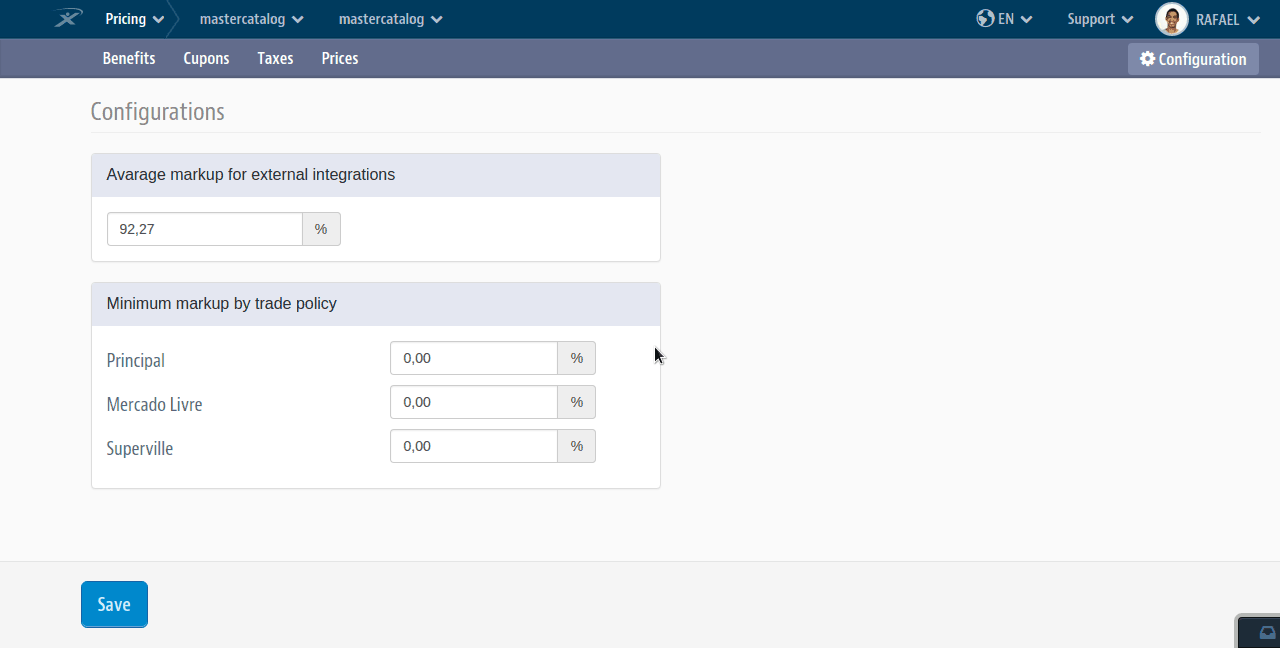 Pricing mastercatalog mastercatalog EN Support RAFAEL
Benefits Cupons Taxes Prices Configuration
Configurations
Avarage markup for external integrations
92,27 %
Minimum markup by trade policy
Principal 0,00 %
Mercado Livre 0,00 %
Superville 0,00 %
Save